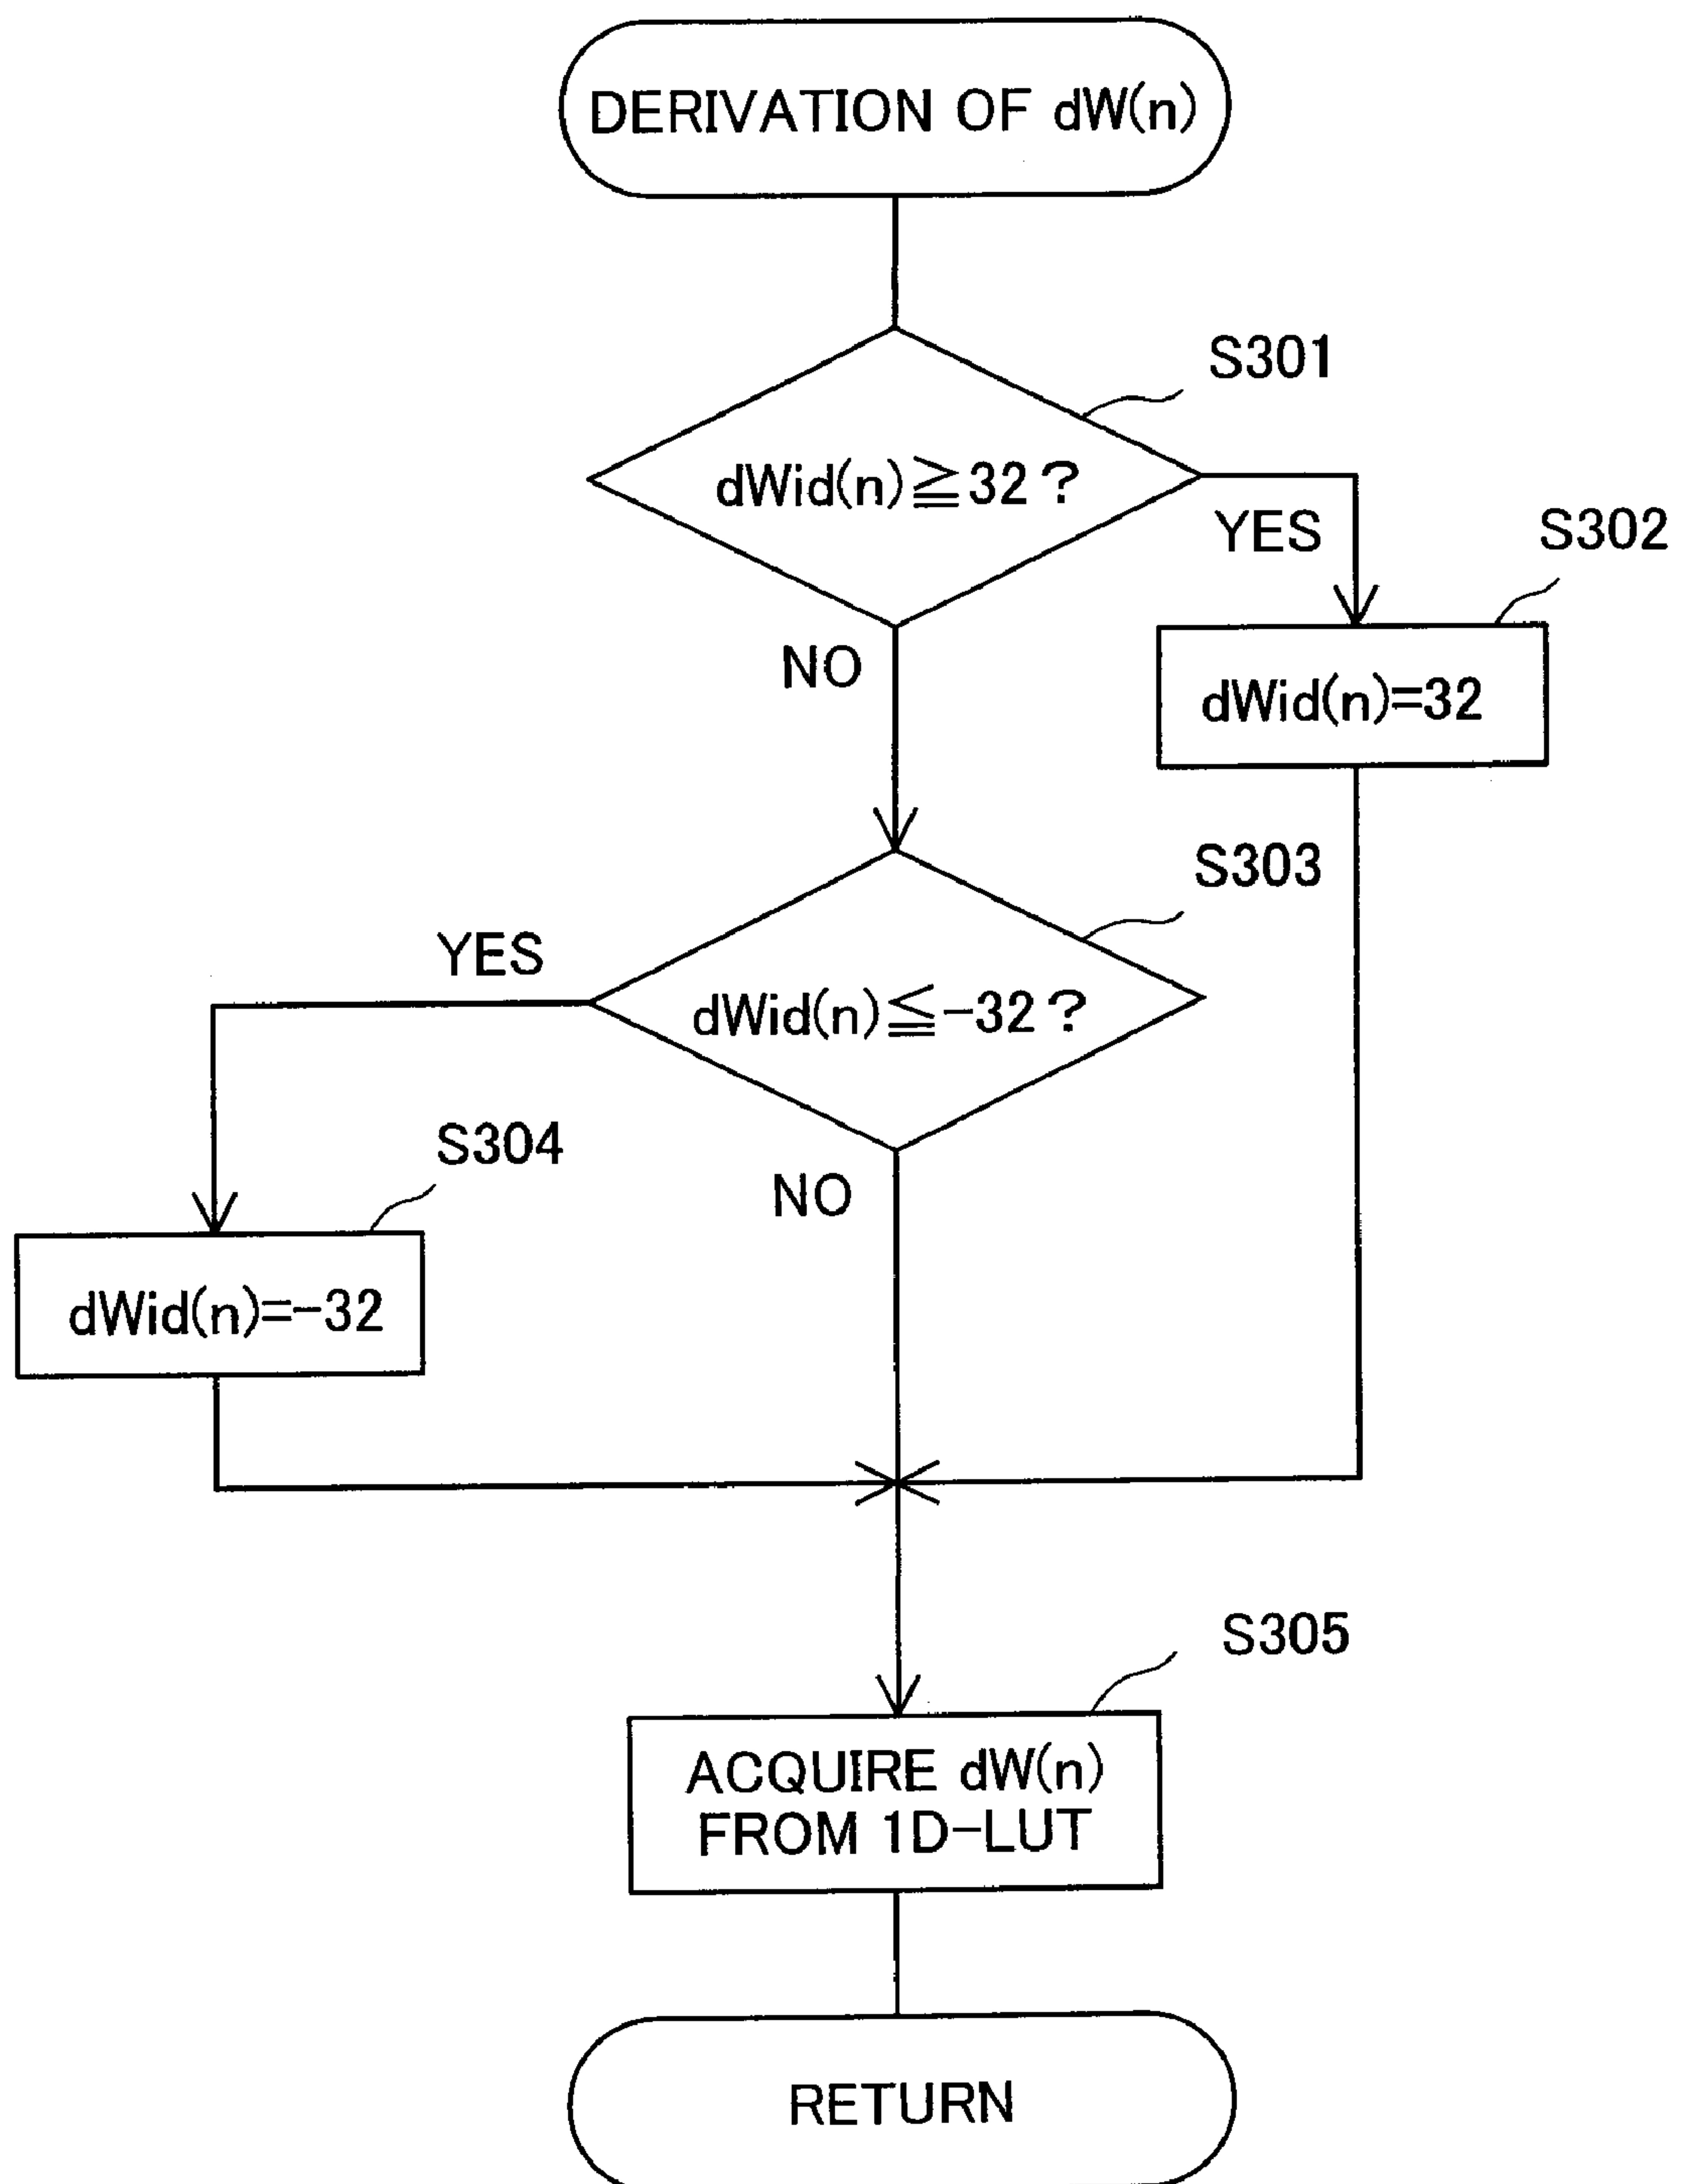 DERIVATION OF dW(n)
S301
dWid(n)≧32?
YES
S302
NO
dWid(n)=32
S303
YES
dWid(n)≦-32?
S304
NO
dWid(n)=-32
S305
ACQUIRE dW(n)
FROM 1D-LUT
RETURN